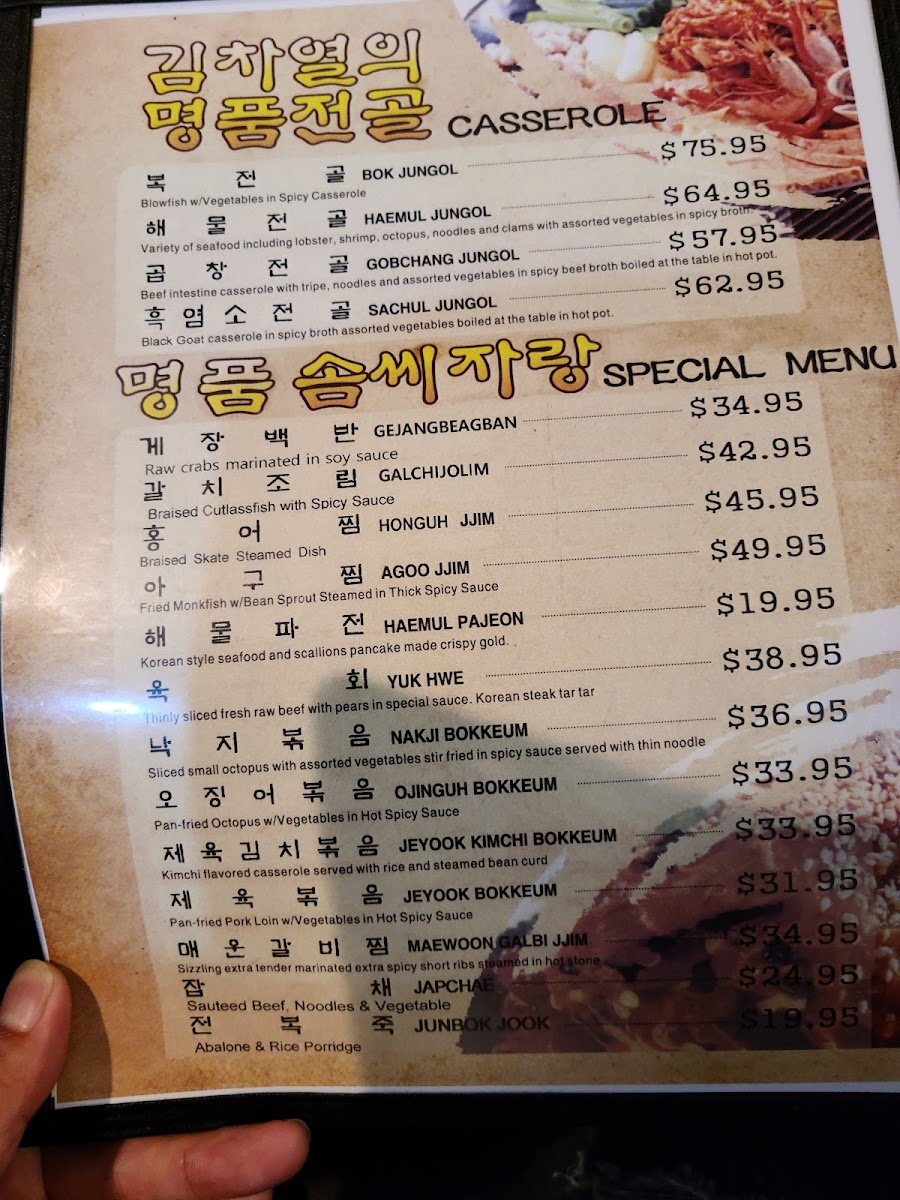 김차열의
명품전골 CASSEROLE
복 전 골 BOK JUNGOL $75.95
Blowfish w/Vegetables in Spicy Casserole
해 물 전 골 HAEMUL JUNGOL $64.95
Variety of seafood including lobster, shrimp, octopus, noodles and clams with assorted vegetables in spicy broth.
곱 창 전 골 GOBCHANG JUNGOL $57.95
Beef intestine casserole with tripe, noodles and assorted vegetables in spicy beef broth boiled at the table in hot pot.
흑 염 소 전 골 SACHUL JUNGOL $62.95
Black Goat casserole in spicy broth assorted vegetables boiled at the table in hot pot.
명품 솜씨자랑 SPECIAL MENU
게 장 백 반 GEJANGBEAGBAN $34.95
Raw crabs marinated in soy sauce
갈 치 조 림 GALCHIJOLIM $42.95
Braised Cutlassfish with Spicy Sauce
홍 어 찜 HONGUH JJIM $45.95
Braised Skate Steamed Dish
아 구 찜 AGOO JJIM $49.95
Fried Monkfish w/Bean Sprout Steamed in Thick Spicy Sauce
해 물 파 전 HAEMUL PAJEON $19.95
Korean style seafood and scallions pancake made crispy gold.
육 회 YUK HWE $38.95
Thinly sliced fresh raw beef with pears in special sauce. Korean steak tar tar
낙 지 볶 음 NAKJI BOKKEUM $36.95
Sliced small octopus with assorted vegetables stir fried in spicy sauce served with thin noodle
오 징 어 볶 음 OJINGUH BOKKEUM $33.95
Pan-fried Octopus w/Vegetables in Hot Spicy Sauce
제 육 김 치 볶 음 JEYOOK KIMCHI BOKKEUM $33.95
Kimchi flavored casserole served with rice and steamed bean curd
제 육 볶 음 JEYOOK BOKKEUM $31.95
Pan-fried Pork Loin w/Vegetables in Hot Spicy Sauce
매 운 갈 비 찜 MAEWOON GALBI JJIM $34.95
Sizzling extra tender marinated extra spicy short ribs steamed in hot stone
잡 채 JAPCHAE $24.95
Sauteed Beef, Noodles & Vegetable
전 복 죽 JUNBOK JOOK $19.95
Abalone & Rice Porridge